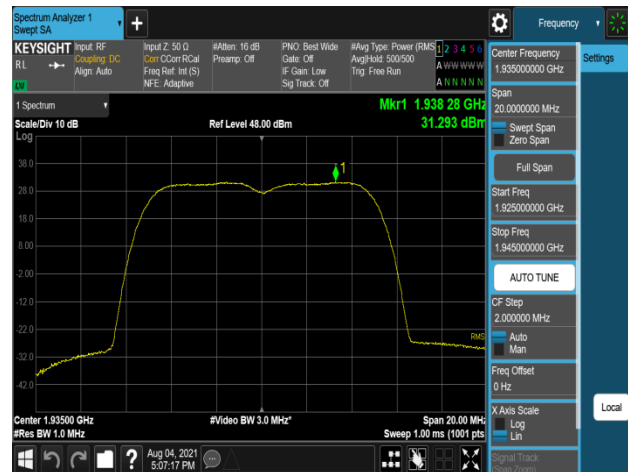 Spectrum Analyzer 1
Swept SA
KEYSIGHT
RL
Input: RF
Coupling: DC
Align: Auto
Input Z: 50 Ω
Corr CCorr RCal
Freq Ref: Int (S)
NFE: Adaptive
#Atten: 16 dB
Preamp: Off
PNO: Best Wide
Gate: Off
IF Gain: Low
Sig Track: Off
#Avg Type: Power (RMS
Avg|Hold: 500/500
Trig: Free Run
1 2 3 4 5 6
A W W W W W
A N N N N N
LXI
1 Spectrum
Scale/Div 10 dB
Log
Ref Level 48.00 dBm
Mkr1 1.938 28 GHz
31.293 dBm
38.0
28.0
18.0
8.00
-2.00
-12.0
-22.0
-32.0
-42.0
1
RMS
Center 1.93500 GHz
#Res BW 1.0 MHz
#Video BW 3.0 MHz*
Span 20.00 MHz
Sweep 1.00 ms (1001 pts
?
Aug 04, 2021
5:07:17 PM
Frequency
Center Frequency
1.935000000 GHz
Settings
Span
20.0000000 MHz
Swept Span
Zero Span
Full Span
Start Freq
1.925000000 GHz
Stop Freq
1.945000000 GHz
AUTO TUNE
CF Step
2.000000 MHz
Auto
Man
Freq Offset
0 Hz
X Axis Scale
Log
Lin
Local
Signal Track
(Span Zoom)